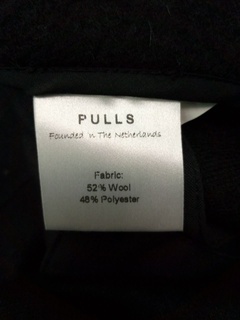 PULLS
Founded in The Netherlands
Fabric:
52% Wool
48% Polyester